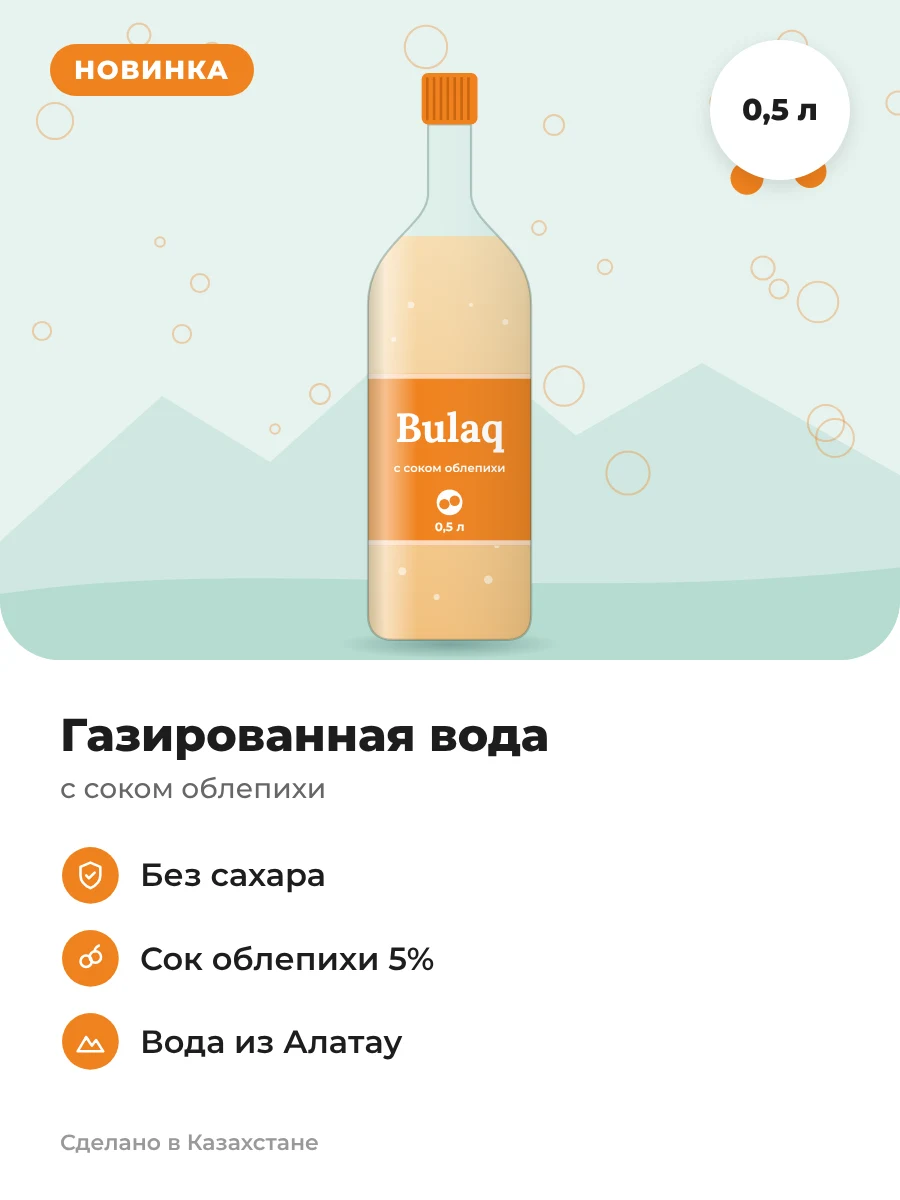 НОВИНКА
0,5 л
Bulaq
с соком облепихи
0,5 л
Газированная вода
с соком облепихи
Без сахара
Сок облепихи 5%
Вода из Алатау
Сделано в Казахстане